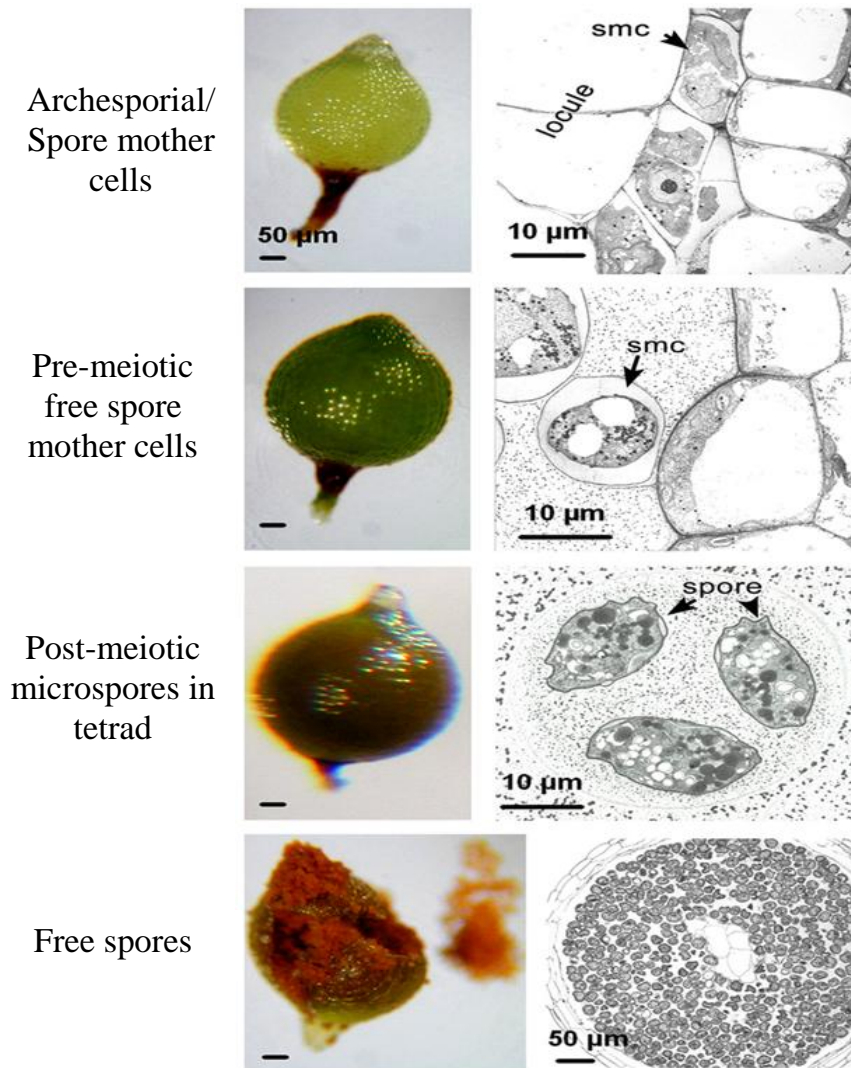 Archesporial/
Spore mother
cells
50 µm
smc
locule
10 µm
Pre-meiotic
free spore
mother cells
smc
10 µm
Post-meiotic
microspores in
tetrad
spore
10 µm
Free spores
50 µm